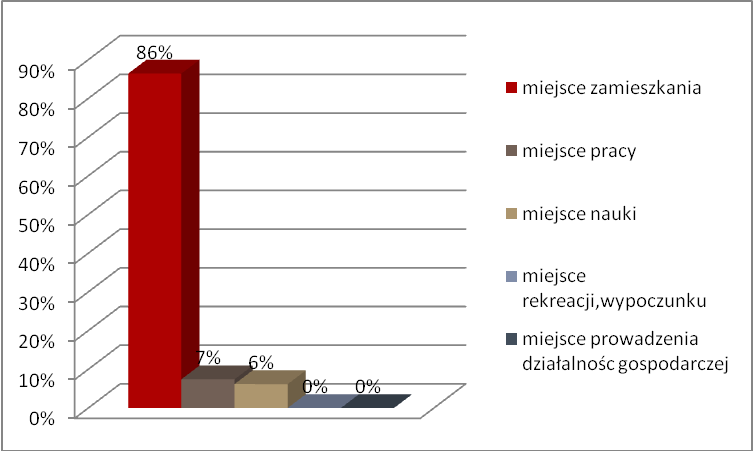 86%
90%
80%
70%
60%
50%
40%
30%
20%
10%
0%
7%
6%
0%
0%
miejsce zamieszkania
miejsce pracy
miejsce nauki
miejsce
rekreacji,wypoczunku
miejsce prowadzenia
działalnośc gospodarczej